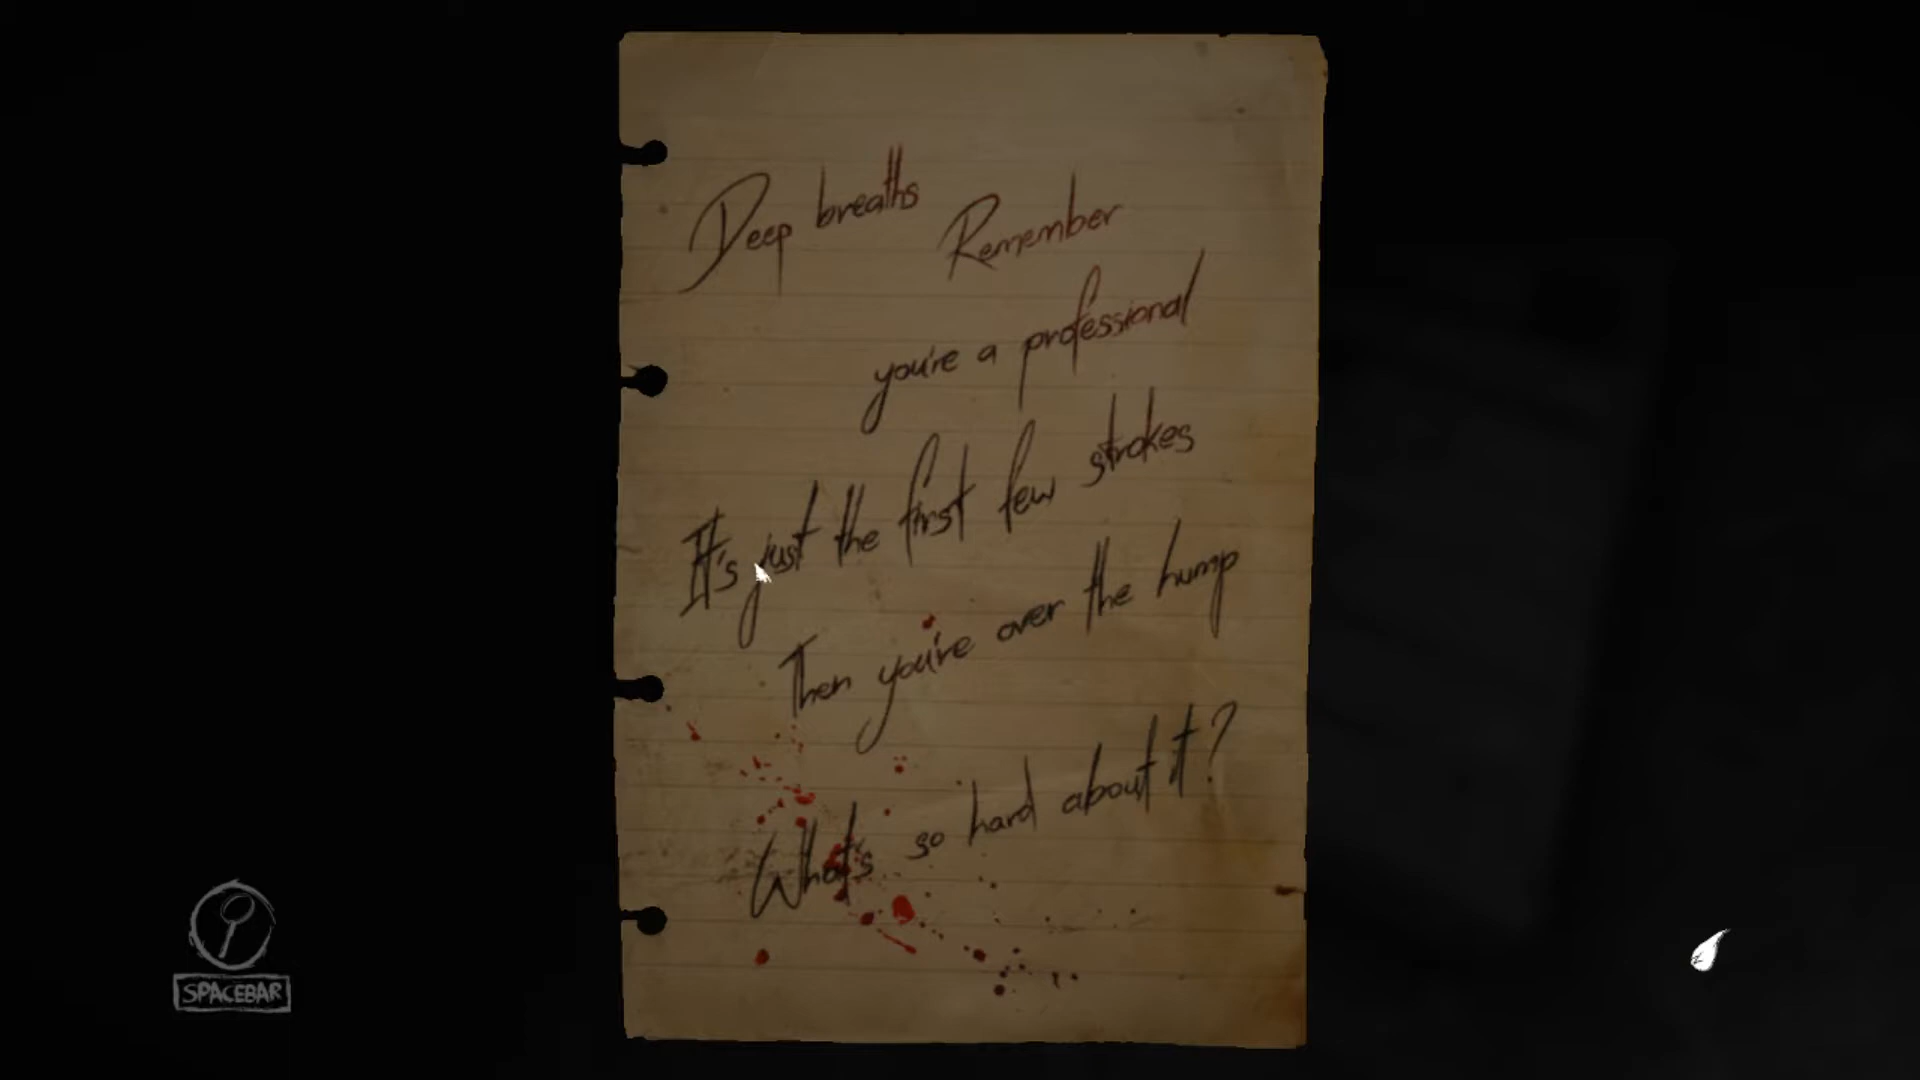 Deep breaths Remember
you're a professional
It's just the first few strokes
Then you're over the hump
What's so hard about it?
SPACEBAR